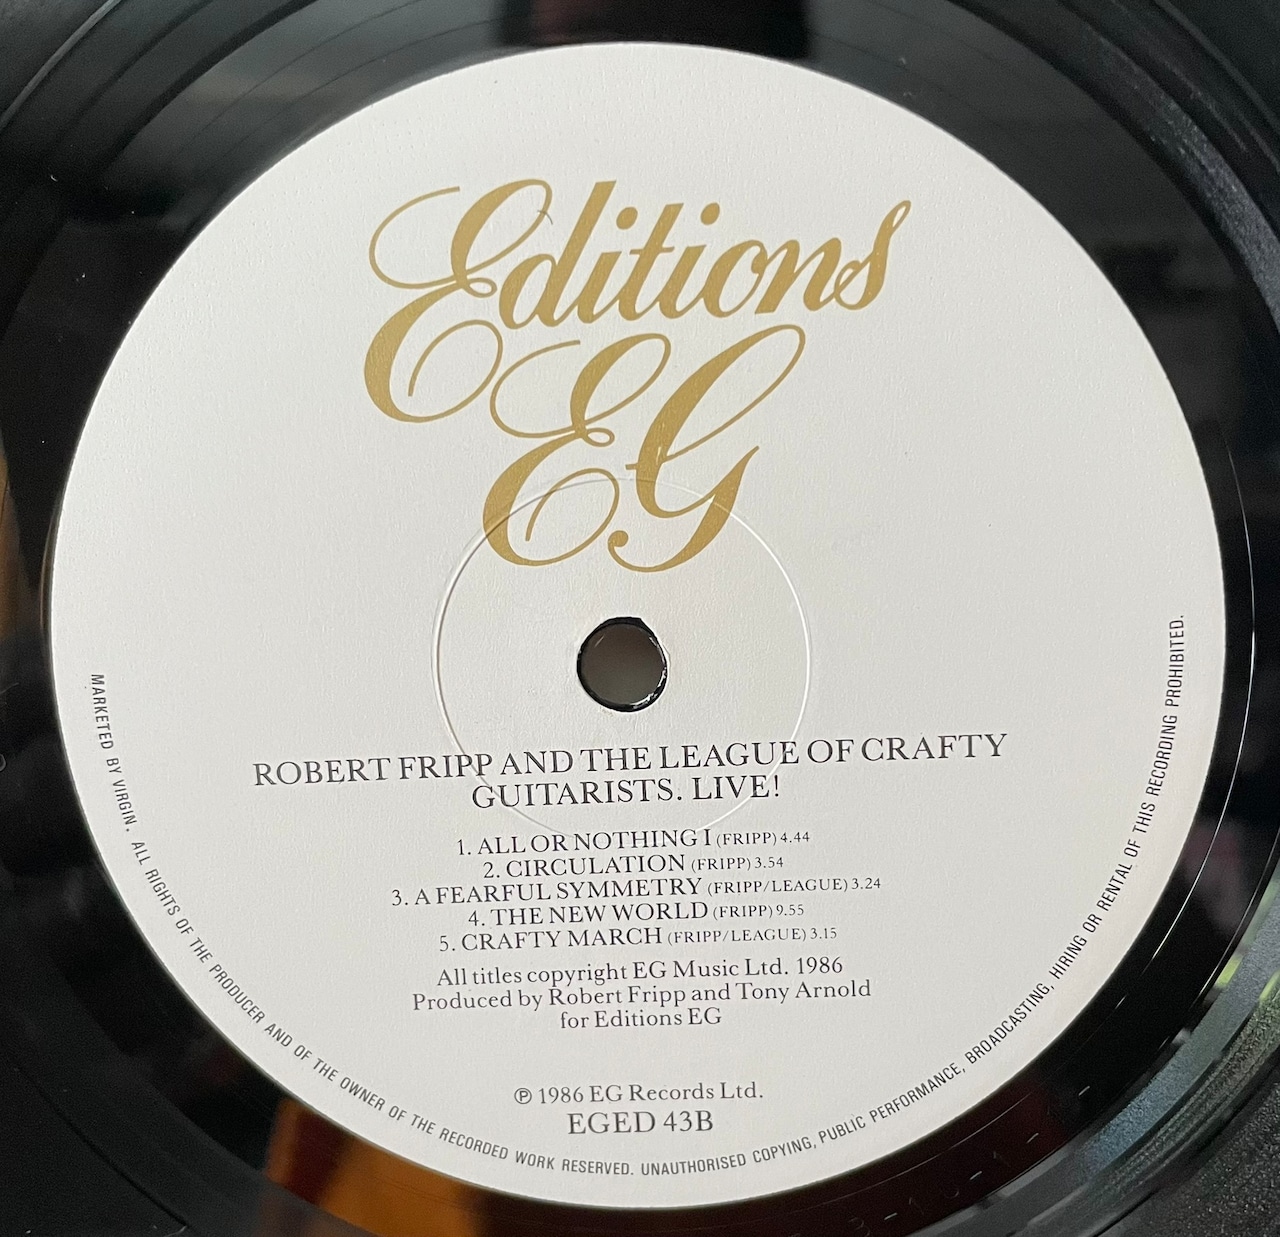 Editions
EG
ROBERT FRIPP AND THE LEAGUE OF CRAFTY
GUITARISTS. LIVE!
1. ALL OR NOTHING I (FRIPP) 4.44
2. CIRCULATION (FRIPP) 3.54
3. A FEARFUL SYMMETRY (FRIPP/LEAGUE) 3.24
4. THE NEW WORLD (FRIPP) 9.55
5. CRAFTY MARCH (FRIPP/LEAGUE) 3.15
All titles copyright EG Music Ltd. 1986
Produced by Robert Fripp and Tony Arnold
for Editions EG
℗ 1986 EG Records Ltd.
EGED 43B
MARKETED BY VIRGIN. ALL RIGHTS OF THE PRODUCER AND OF THE OWNER OF THE RECORDED WORK RESERVED. UNAUTHORISED COPYING, PUBLIC PERFORMANCE, BROADCASTING, HIRING OR RENTAL OF THIS RECORDING PROHIBITED.